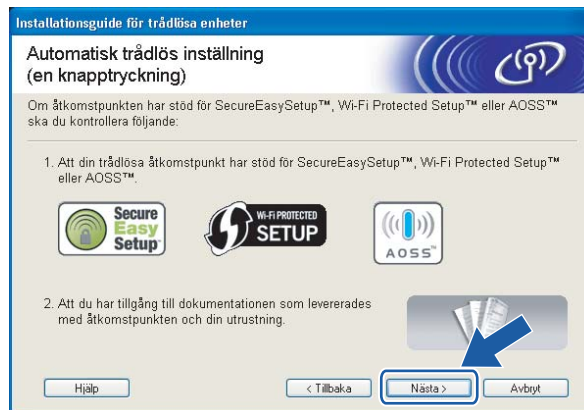 Installationsguide för trådlösa enheter
Automatisk trådlös inställning
(en knapptryckning)
Om åtkomstpunkten har stöd för SecureEasySetup™, Wi-Fi Protected Setup™ eller AOSS™
ska du kontrollera följande:
1. Att din trådlösa åtkomstpunkt har stöd för SecureEasySetup™, Wi-Fi Protected Setup™
eller AOSS™.
Secure
Easy
Setup™
WI-FI PROTECTED
SETUP
AOSS™
2. Att du har tillgång till dokumentationen som levererades
med åtkomstpunkten och din utrustning.
Hjälp
< Tillbaka
Nästa >
Avbryt